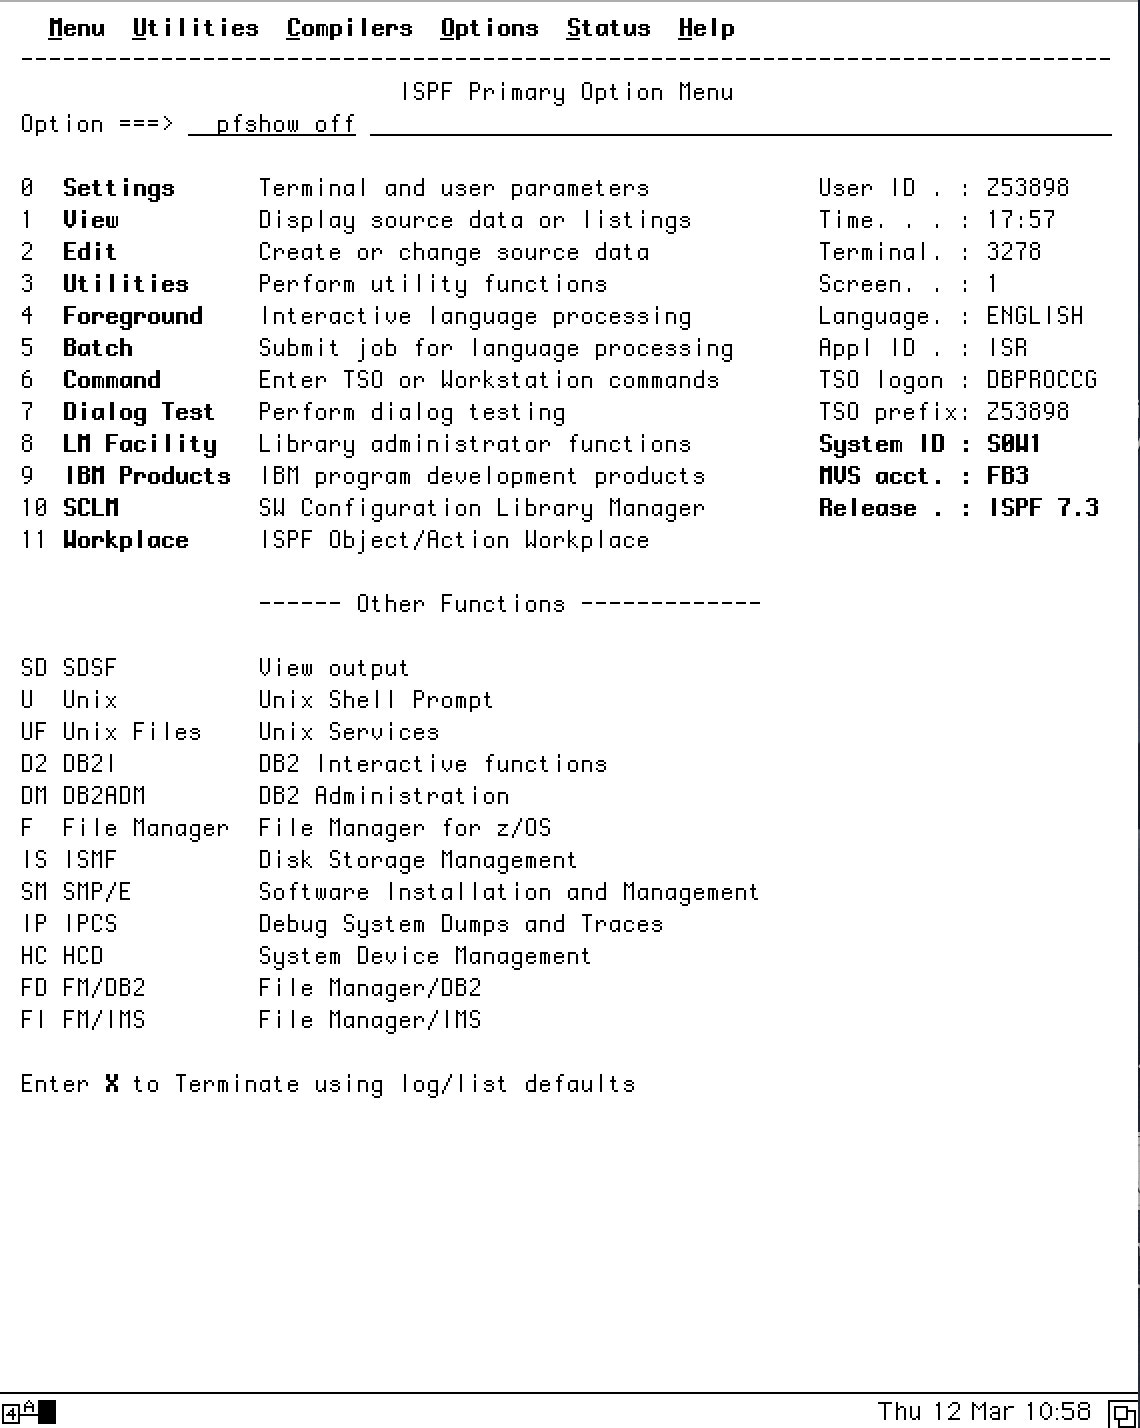 Menu Utilities Compilers Options Status Help
------------------------------------------------------------------------------
ISPF Primary Option Menu
Option ===> pfshow off
0 Settings Terminal and user parameters User ID . : Z53898
1 View Display source data or listings Time. . . : 17:57
2 Edit Create or change source data Terminal. : 3278
3 Utilities Perform utility functions Screen. . : 1
4 Foreground Interactive language processing Language. : ENGLISH
5 Batch Submit job for language processing Appl ID . : ISR
6 Command Enter TSO or Workstation commands TSO logon : DBPROCCG
7 Dialog Test Perform dialog testing TSO prefix: Z53898
8 LM Facility Library administrator functions System ID : S0W1
9 IBM Products IBM program development products MVS acct. : FB3
10 SCLM SW Configuration Library Manager Release . : ISPF 7.3
11 Workplace ISPF Object/Action Workplace
------ Other Functions -------------
SD SDSF View output
U Unix Unix Shell Prompt
UF Unix Files Unix Services
D2 DB2I DB2 Interactive functions
DM DB2ADM DB2 Administration
F File Manager File Manager for z/OS
IS ISMF Disk Storage Management
SM SMP/E Software Installation and Management
IP IPCS Debug System Dumps and Traces
HC HCD System Device Management
FD FM/DB2 File Manager/DB2
FI FM/IMS File Manager/IMS
Enter X to Terminate using log/list defaults
4 A Thu 12 Mar 10:58